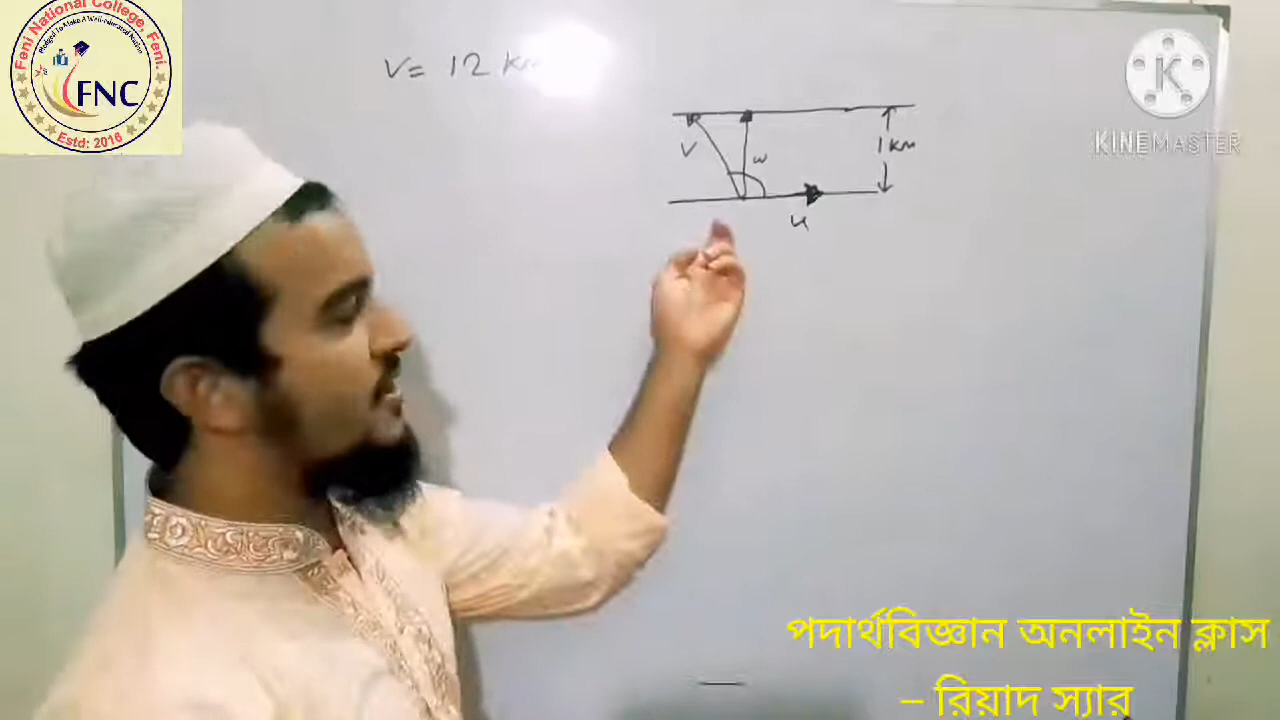 Feni National College, Feni.
FNC
Estd: 2016
V= 12
V
w
1 km
u
KINEMASTER
পদার্থবিজ্ঞান অনলাইন ক্লাস
– রিয়াদ স্যার